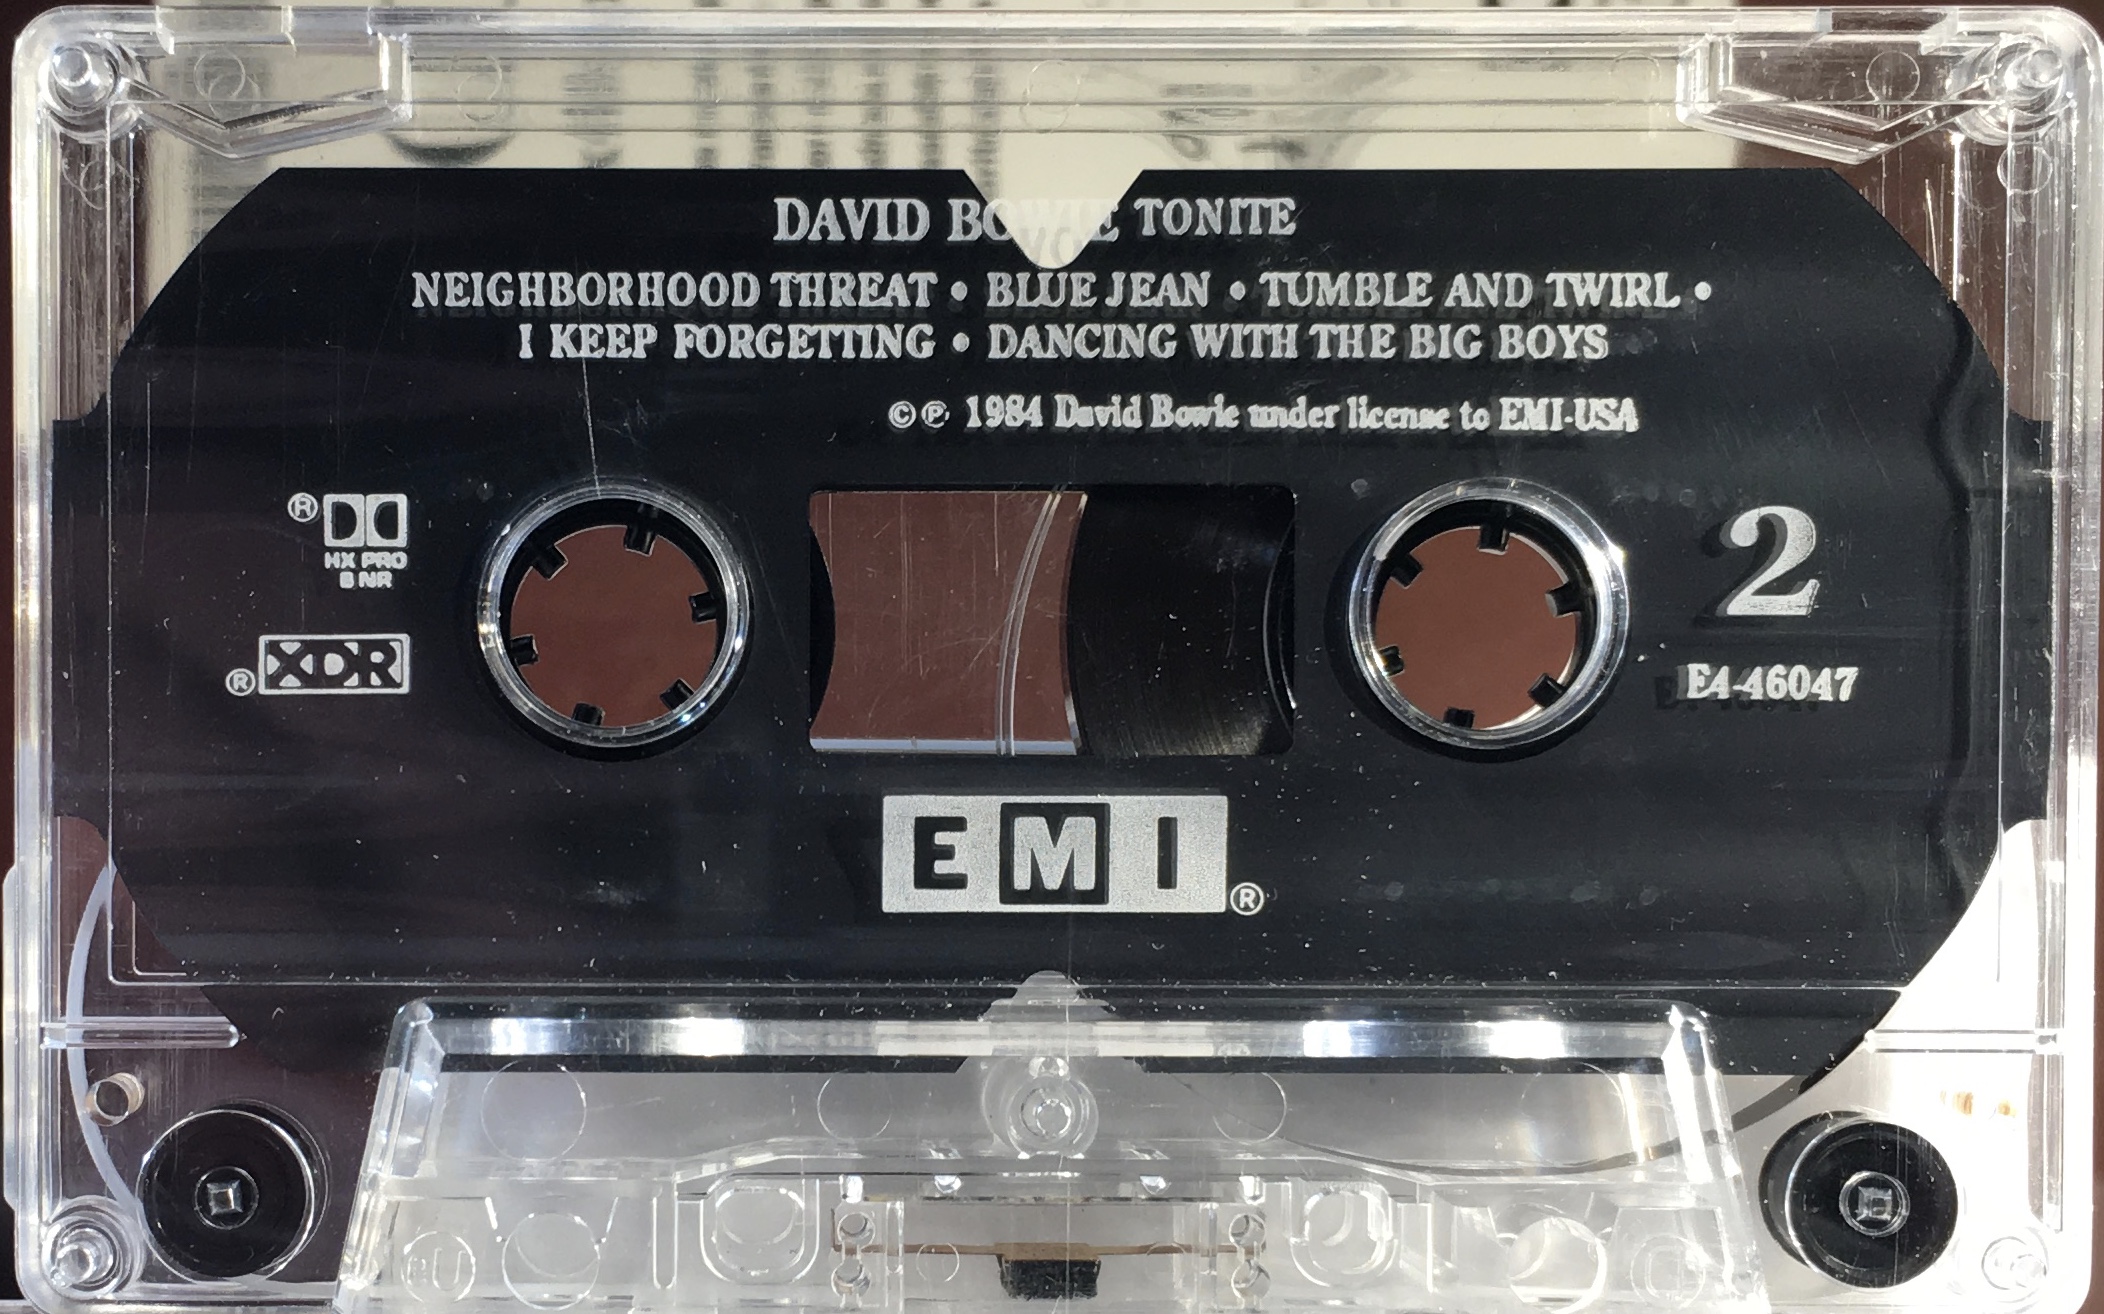 DAVID BOWIE TONITE
NEIGHBORHOOD THREAT • BLUE JEAN • TUMBLE AND TWIRL •
I KEEP FORGETTING • DANCING WITH THE BIG BOYS
©℗ 1984 David Bowie under license to EMI-USA
®
HX PRO
B NR
® XDR
2
E4-46047
EMI®